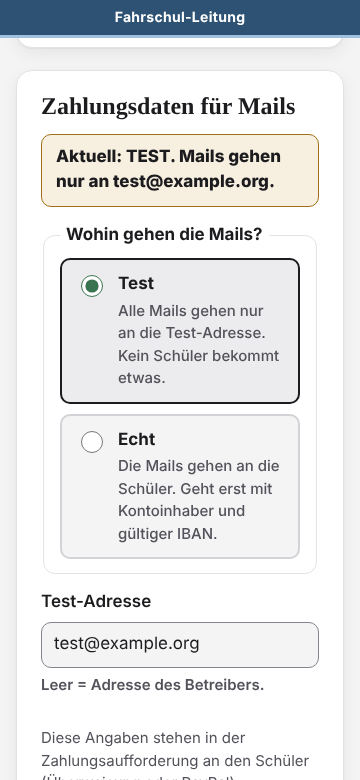 Fahrschul-Leitung
Zahlungsdaten für Mails
Aktuell: TEST. Mails gehen
nur an test@example.org.
Wohin gehen die Mails?
Test
Alle Mails gehen nur
an die Test-Adresse.
Kein Schüler bekommt
etwas.
Echt
Die Mails gehen an die
Schüler. Geht erst mit
Kontoinhaber und
gültiger IBAN.
Test-Adresse
test@example.org
Leer = Adresse des Betreibers.
Diese Angaben stehen in der
Zahlungsaufforderung an den Schüler
(Überweisung oder PayPal)